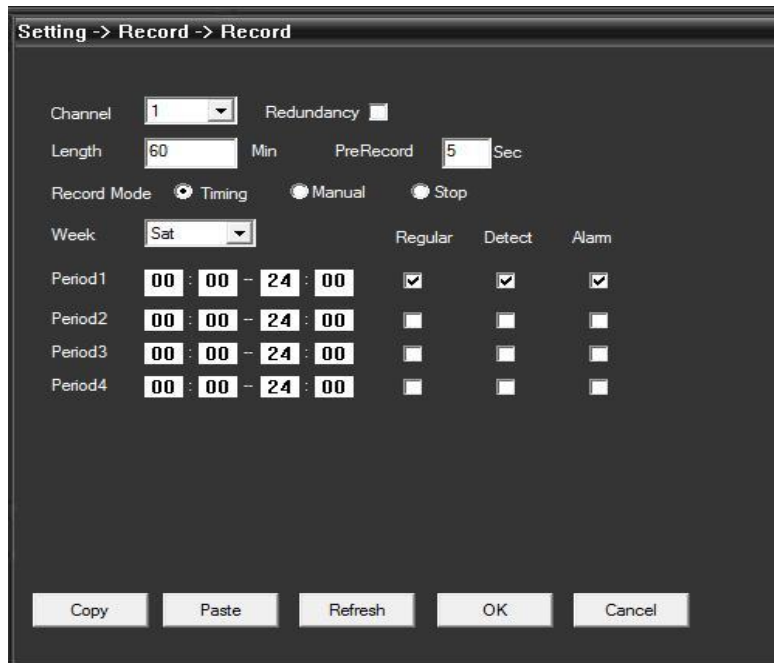 Setting -> Record -> Record
Channel 1 Redundancy
Length 60 Min PreRecord 5 Sec
Record Mode Timing Manual Stop
Week Sat Regular Detect Alarm
Period1 00 : 00 - 24 : 00
Period2 00 : 00 - 24 : 00
Period3 00 : 00 - 24 : 00
Period4 00 : 00 - 24 : 00
Copy Paste Refresh OK Cancel